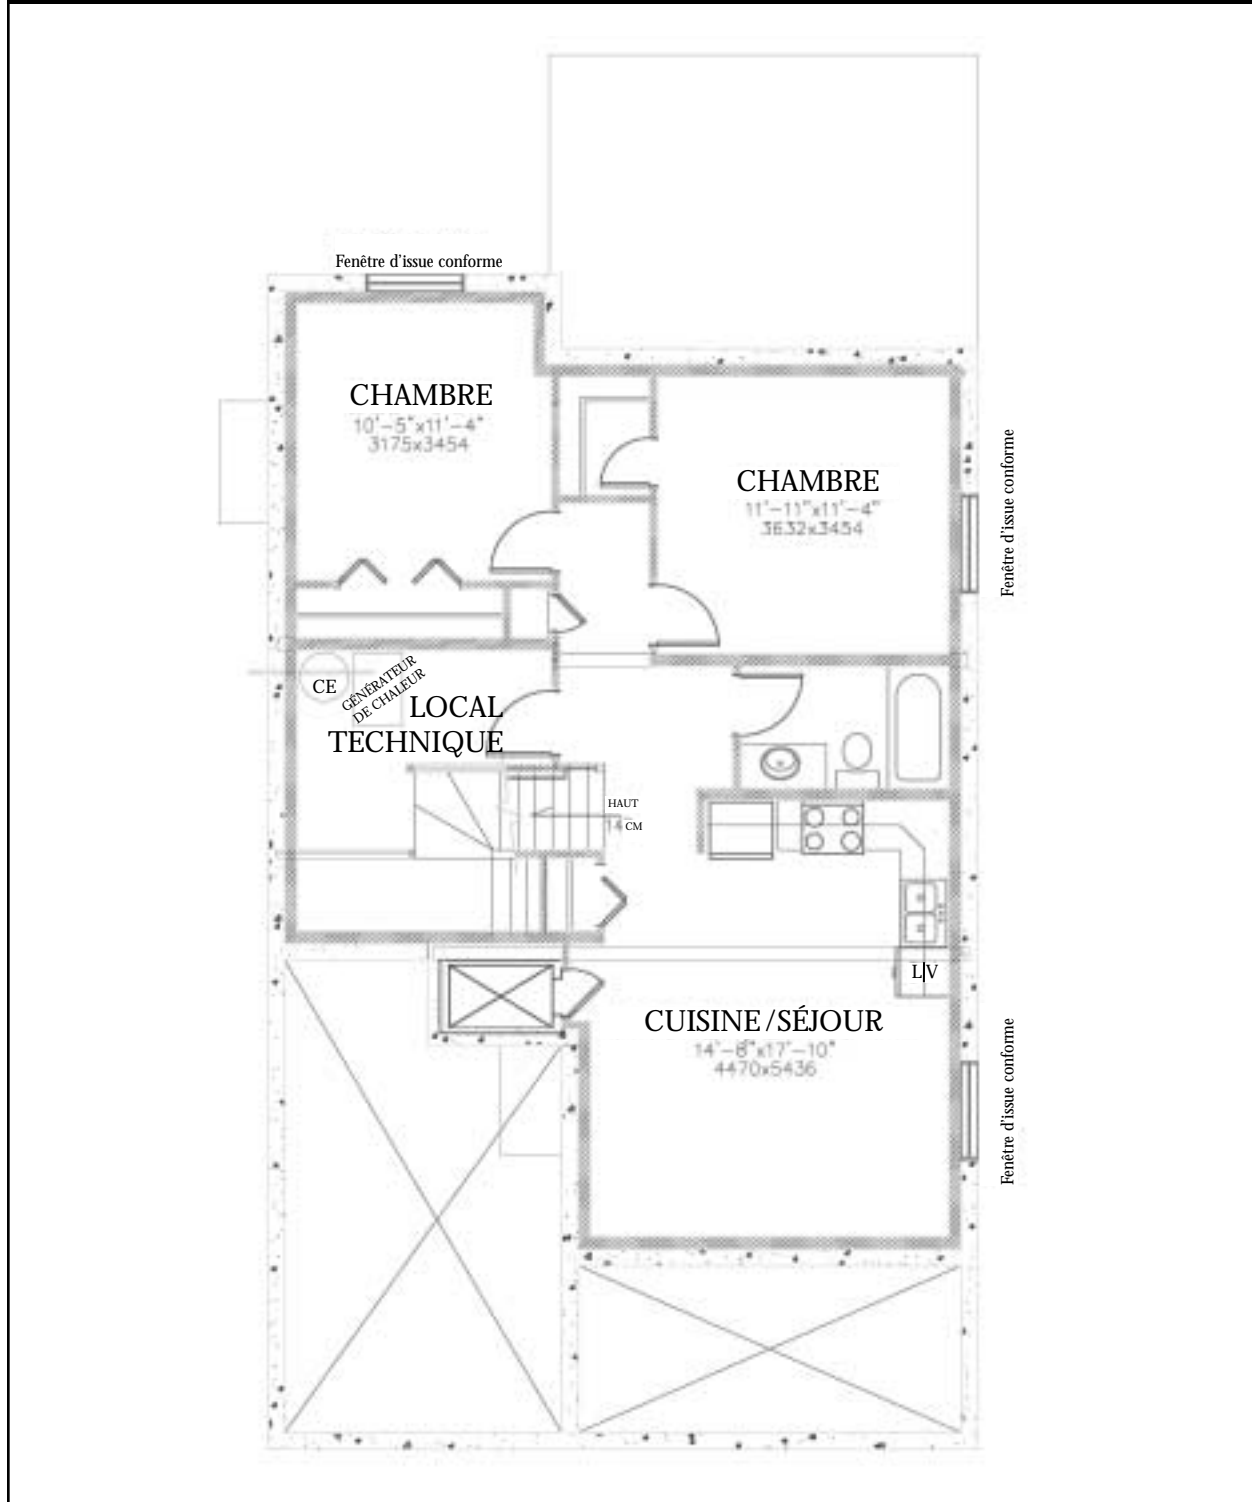 Fenêtre d'issue conforme
CHAMBRE
10'-5"x11'-4"
3175x3454
CHAMBRE
11'-11"x11'-4"
3632x3454
Fenêtre d'issue conforme
CE
GÉNÉRATEUR
DE CHALEUR
LOCAL
TECHNIQUE
HAUT
14 CM
LV
CUISINE/SÉJOUR
14'-8"x17'-10"
4470x5436
Fenêtre d'issue conforme